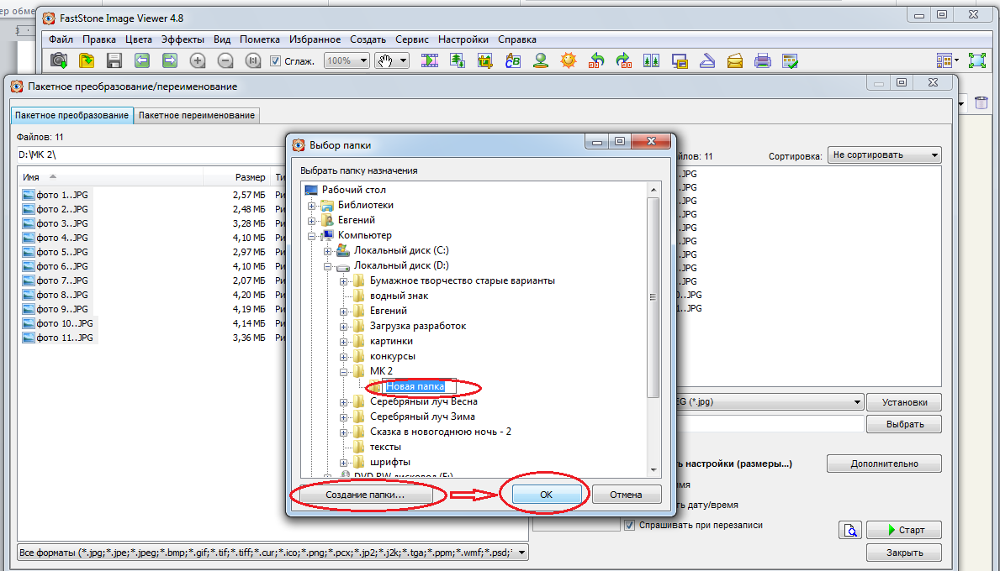 ер обме
FastStone Image Viewer 4.8
Файл Правка Цвета Эффекты Вид Пометка Избранное Создать Сервис Настройки Справка
Сглаж. 100%
Пакетное преобразование/переименование
Пакетное преобразование Пакетное переименование
Файлов: 11
D:\МК 2\
Имя Размер Ти
фото 1..JPG 2,57 МБ Ри
фото 2..JPG 2,48 МБ Ри
фото 3..JPG 3,28 МБ Ри
фото 4..JPG 4,10 МБ Ри
фото 5..JPG 2,97 МБ Ри
фото 6..JPG 4,10 МБ Ри
фото 7..JPG 2,07 МБ Ри
фото 8..JPG 4,20 МБ Ри
фото 9..JPG 4,19 МБ Ри
фото 10..JPG 4,14 МБ Ри
фото 11..JPG 3,36 МБ Ри
Все форматы (*.jpg;*.jpe;*.jpeg;*.bmp;*.gif;*.tif;*.tiff;*.cur;*.ico;*.png;*.pcx;*.jp2;*.j2k;*.tga;*.ppm;*.wmf;*.psd;*
Выбор папки
Выбрать папку назначения
Рабочий стол
Библиотеки
Евгений
Компьютер
Локальный диск (C:)
Локальный диск (D:)
Бумажное творчество старые варианты
водный знак
Евгений
Загрузка разработок
картинки
конкурсы
МК 2
Новая папка
Серебряный луч Весна
Серебряный луч Зима
Сказка в новогоднюю ночь - 2
тексты
шрифты
DVD RW дисковод (E:)
Создание папки... OK Отмена
йлов: 11 Сортировка: Не сортировать
.JPG
.JPG
.JPG
.JPG
.JPG
.JPG
.JPG
.JPG
.JPG
0..JPG
1..JPG
EG (*.jpg) Установки
Выбрать
ь настройки (размеры...) Дополнительно
мя
ть дату/время
Спрашивать при перезаписи
Старт
Закрыть